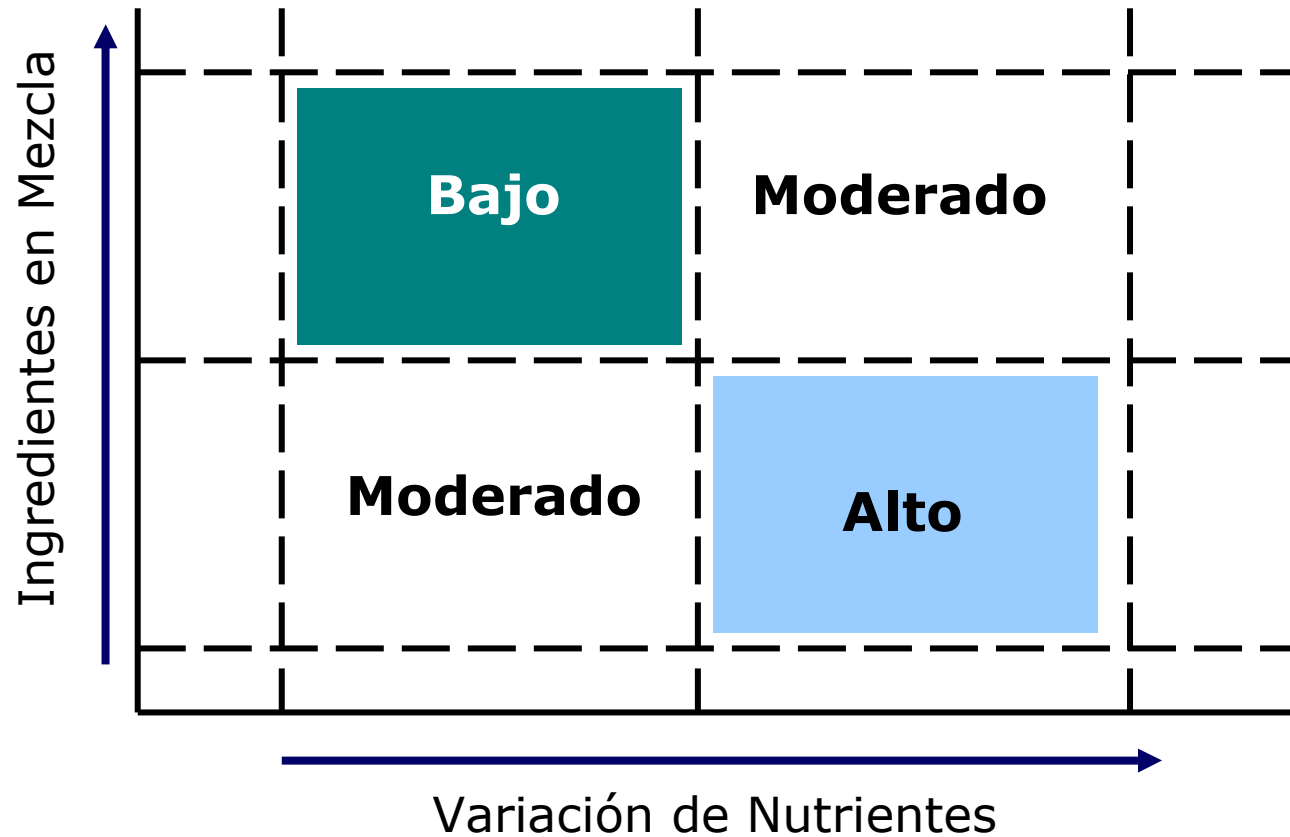 Ingredientes en Mezcla
Bajo
Moderado
Moderado
Alto
Variación de Nutrientes